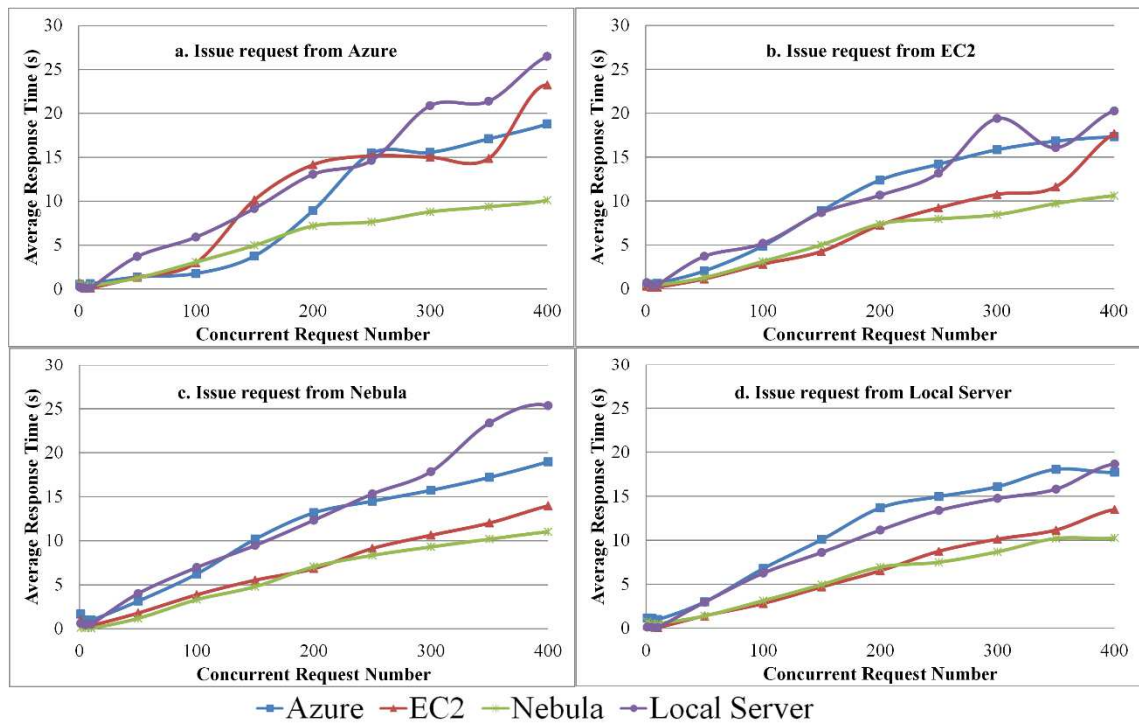 a. Issue request from Azure
Average Response Time (s)
30
25
20
15
10
5
0
0 100 200 300 400
Concurrent Request Number
b. Issue request from EC2
Average Response Time (s)
30
25
20
15
10
5
0
0 100 200 300 400
Concurrent Request Number
c. Issue request from Nebula
Average Response Time (s)
30
25
20
15
10
5
0
0 100 200 300 400
Concurrent Request Number
d. Issue request from Local Server
Average Response Time (s)
30
25
20
15
10
5
0
0 100 200 300 400
Concurrent Request Number
Azure EC2 Nebula Local Server